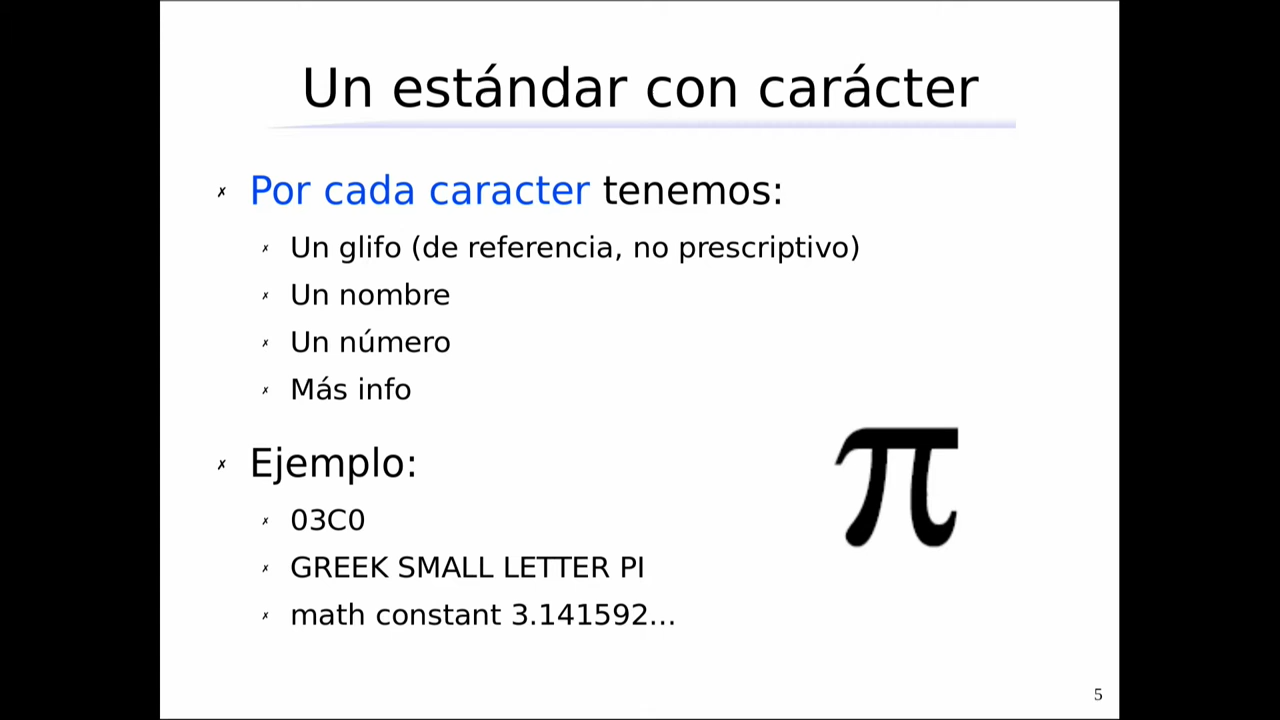 Un estándar con carácter
✗ Por cada caracter tenemos:
✗ Un glifo (de referencia, no prescriptivo)
✗ Un nombre
✗ Un número
✗ Más info
✗ Ejemplo:
✗ 03C0
✗ GREEK SMALL LETTER PI
✗ math constant 3.141592...
π
5